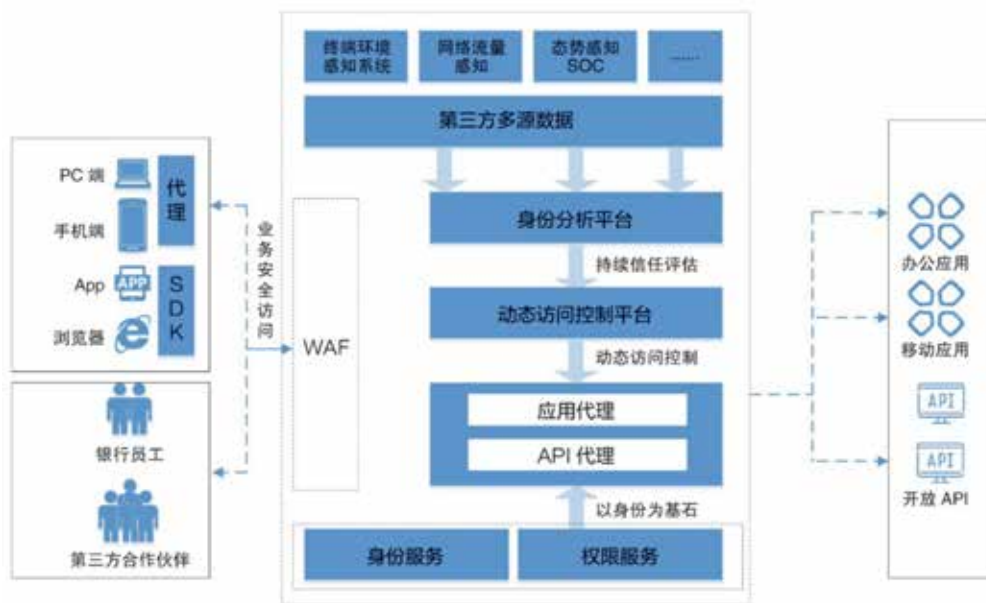 终端环境
感知系统
网络流量
感知
态势感知
SOC
......
第三方多源数据
身份分析平台
持续信任评估
动态访问控制平台
动态访问控制
应用代理
API 代理
以身份为基石
身份服务
权限服务
WAF
业务安全访问
PC 端
手机端
代理
App
APP
浏览器
SDK
银行员工
第三方合作伙伴
办公应用
移动应用
API
API
开放 API